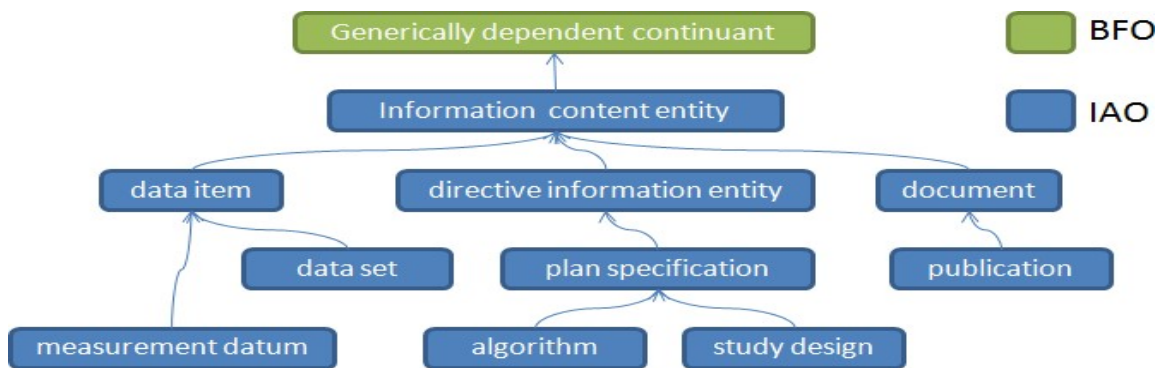 Generically dependent continuant
BFO
Information content entity
IAO
data item
directive information entity
document
data set
plan specification
publication
measurement datum
algorithm
study design